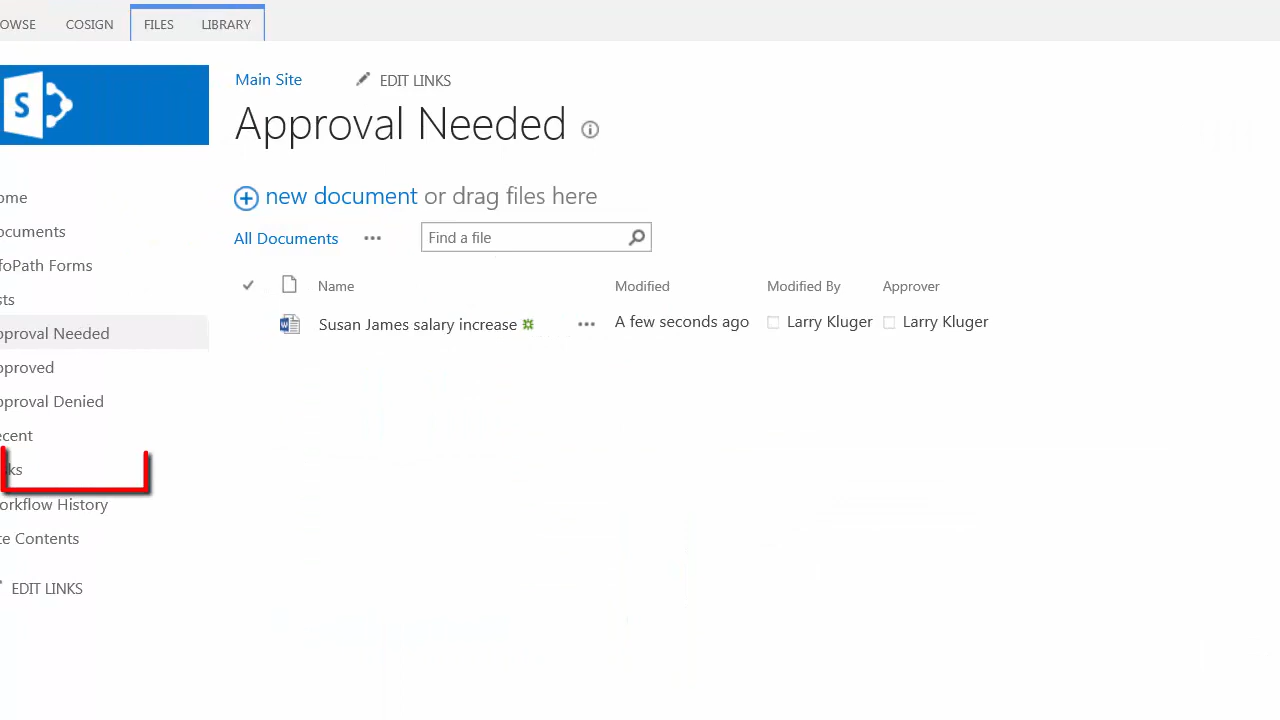 OWSE COSIGN FILES LIBRARY
S
Main Site EDIT LINKS
Approval Needed
ome
new document or drag files here
ocuments
All Documents ••• Find a file
foPath Forms
sts
Name Modified Modified By Approver
Susan James salary increase ••• A few seconds ago Larry Kluger Larry Kluger
pproval Needed
pproved
pproval Denied
ecent
ks
orkflow History
te Contents
EDIT LINKS